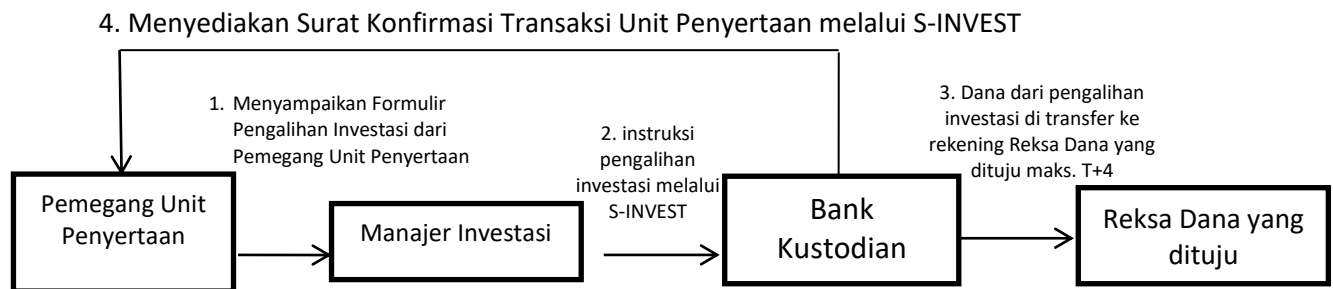 4. Menyediakan Surat Konfirmasi Transaksi Unit Penyertaan melalui S-INVEST
1. Menyampaikan Formulir
Pengalihan Investasi dari
Pemegang Unit Penyertaan
2. instruksi
pengalihan
investasi melalui
S-INVEST
3. Dana dari pengalihan
investasi di transfer ke
rekening Reksa Dana yang
dituju maks. T+4
Pemegang Unit
Penyertaan
Manajer Investasi
Bank
Kustodian
Reksa Dana yang
dituju